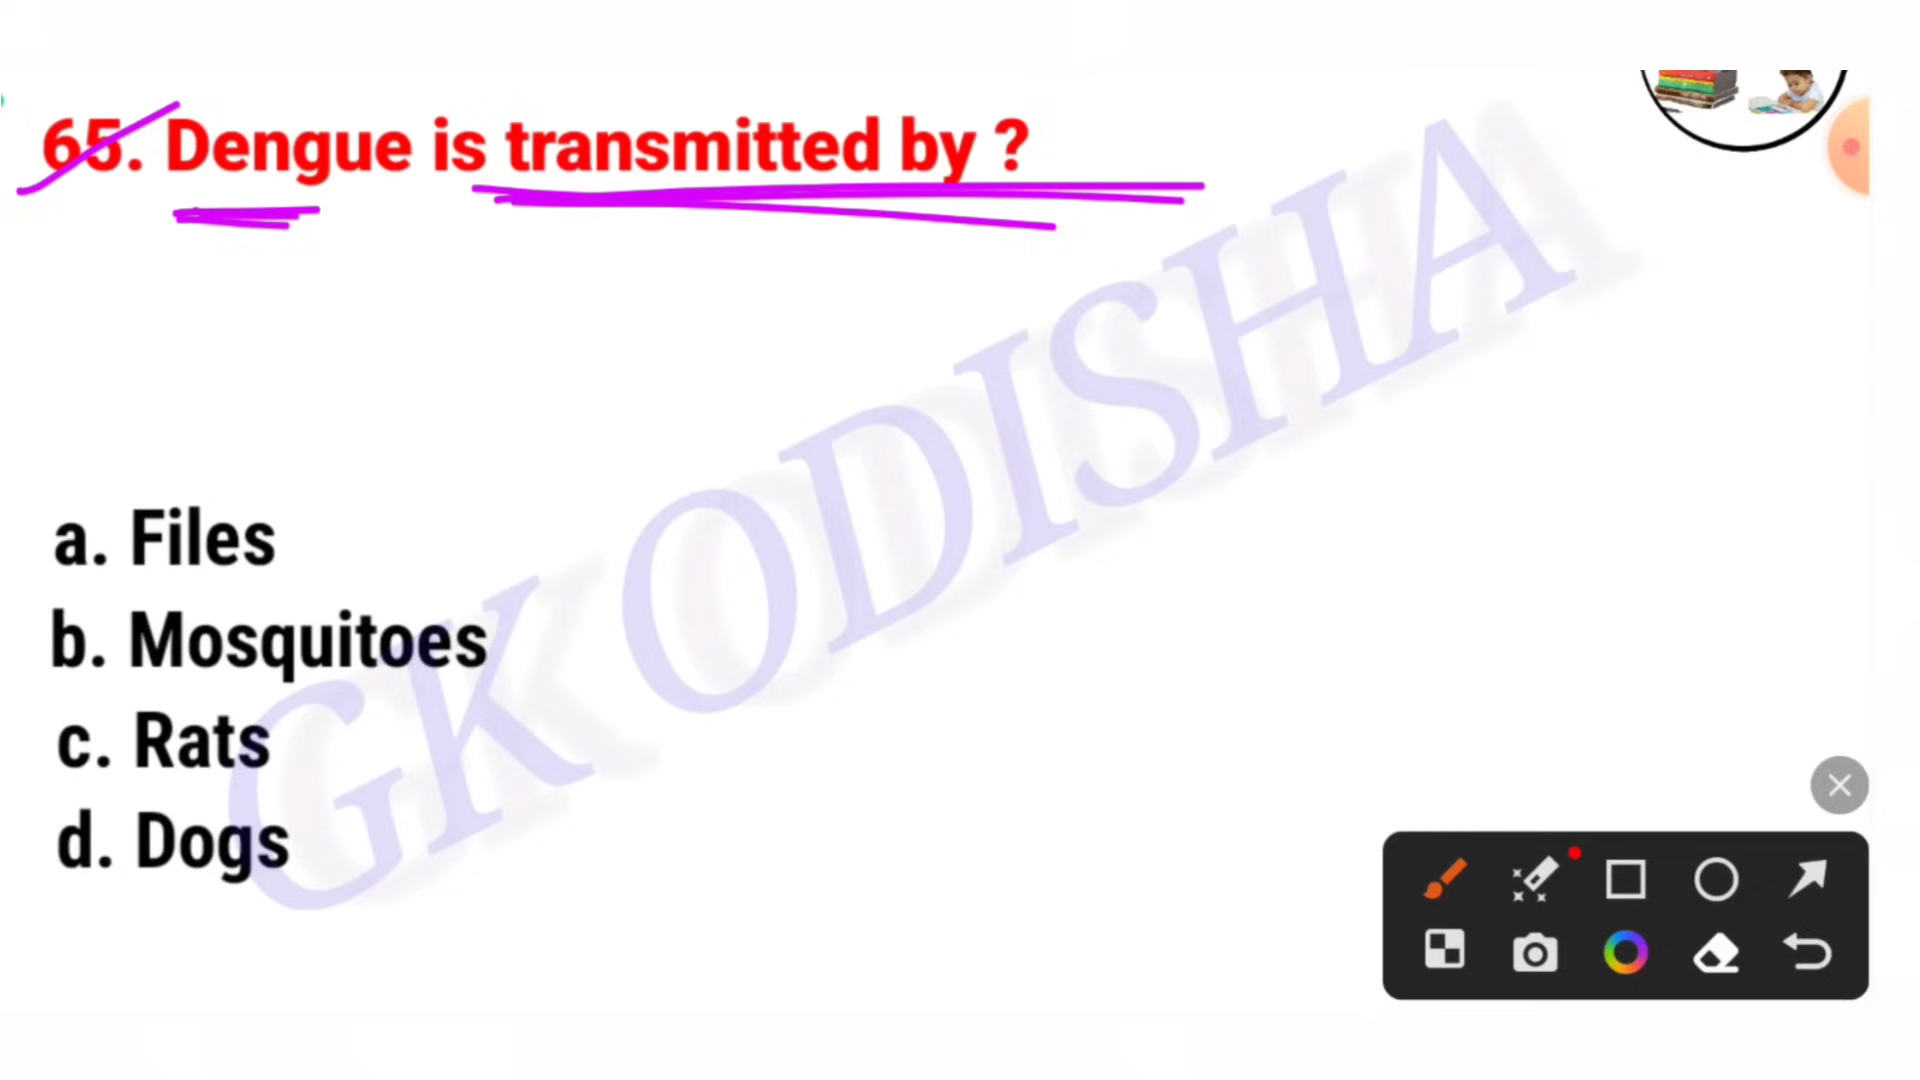 65. Dengue is transmitted by ?
a. Files
b. Mosquitoes
c. Rats
d. Dogs
GK ODISHA